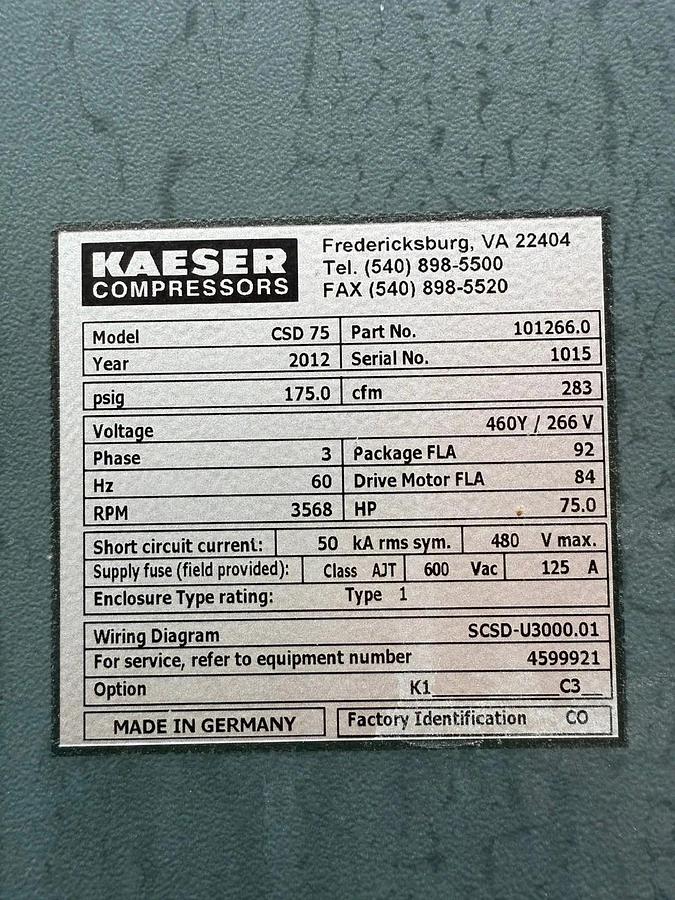 KAESER
COMPRESSORS
Fredericksburg, VA 22404
Tel. (540) 898-5500
FAX (540) 898-5520
Model CSD 75 Part No. 101266.0
Year 2012 Serial No. 1015
psig 175.0 cfm 283
Voltage 460Y / 266 V
Phase 3 Package FLA 92
Hz 60 Drive Motor FLA 84
RPM 3568 HP 75.0
Short circuit current: 50 kA rms sym. 480 V max.
Supply fuse (field provided): Class AJT 600 Vac 125 A
Enclosure Type rating: Type 1
Wiring Diagram SCSD-U3000.01
For service, refer to equipment number 4599921
Option K1_______________C3__
MADE IN GERMANY Factory Identification CO